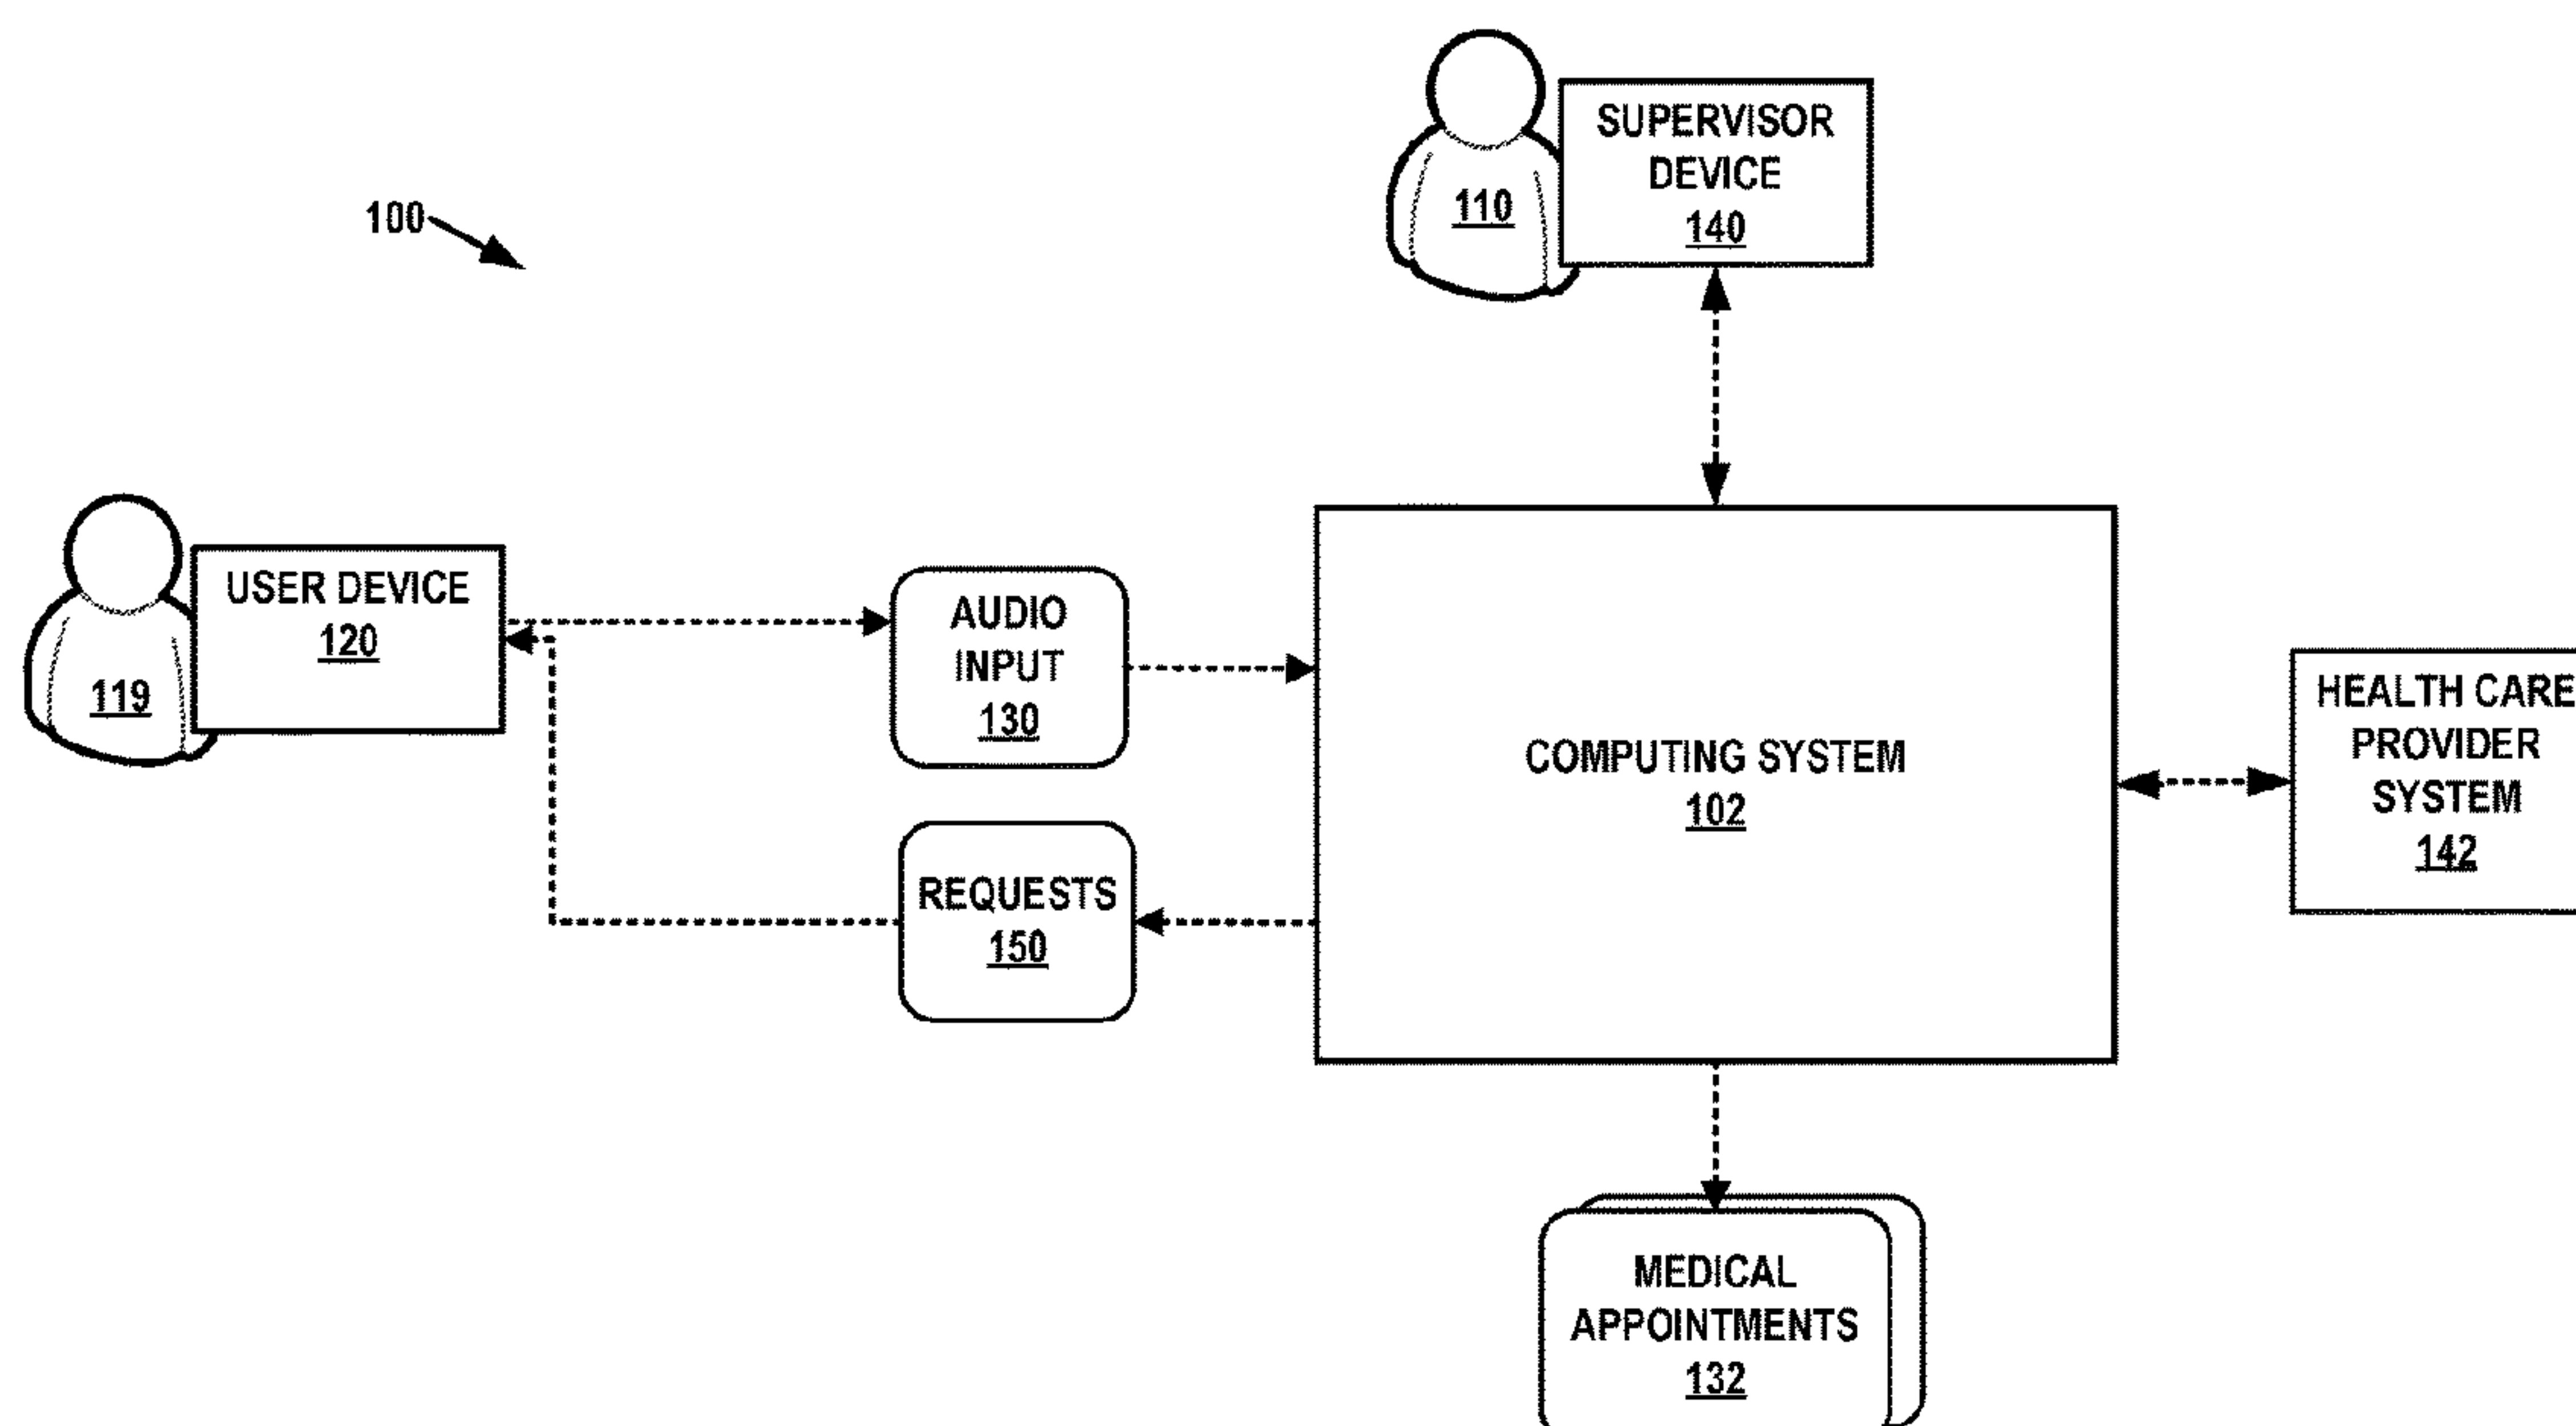 100
110
SUPERVISOR
DEVICE
140
119
USER DEVICE
120
AUDIO
INPUT
130
REQUESTS
150
COMPUTING SYSTEM
102
HEALTH CARE
PROVIDER
SYSTEM
142
MEDICAL
APPOINTMENTS
132